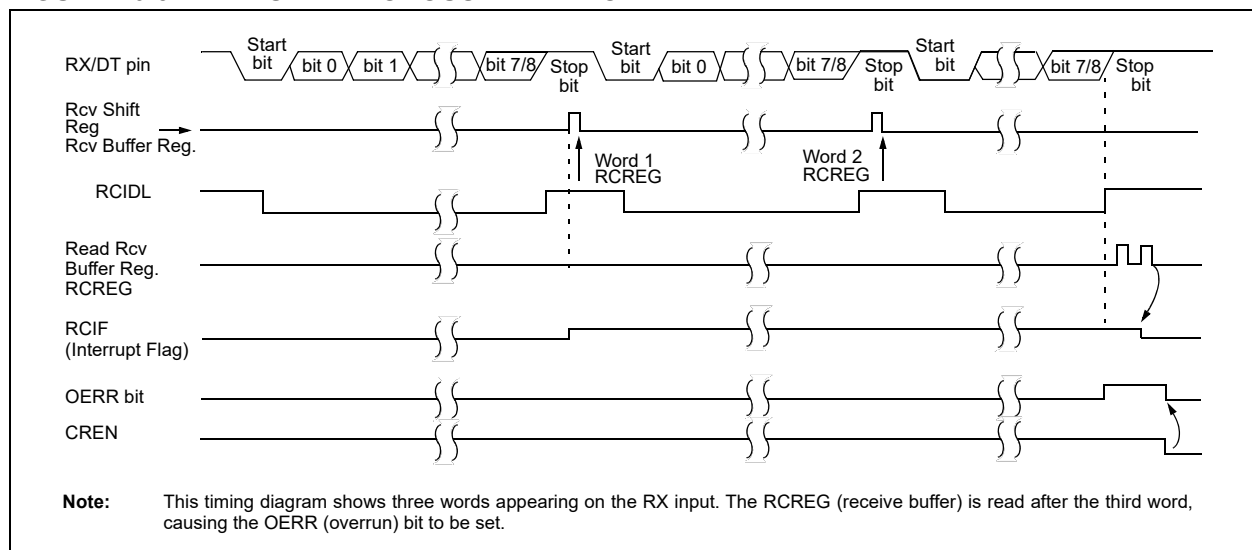 Start
bit
bit 0
bit 1
bit 7/8
Stop
bit
Start
bit
bit 0
bit 7/8
Stop
bit
Start
bit
bit 7/8
Stop
bit
RX/DT pin
Rcv Shift
Reg
Rcv Buffer Reg.
Word 1
RCREG
Word 2
RCREG
RCIDL
Read Rcv
Buffer Reg.
RCREG
RCIF
(Interrupt Flag)
OERR bit
CREN
Note: This timing diagram shows three words appearing on the RX input. The RCREG (receive buffer) is read after the third word,
causing the OERR (overrun) bit to be set.